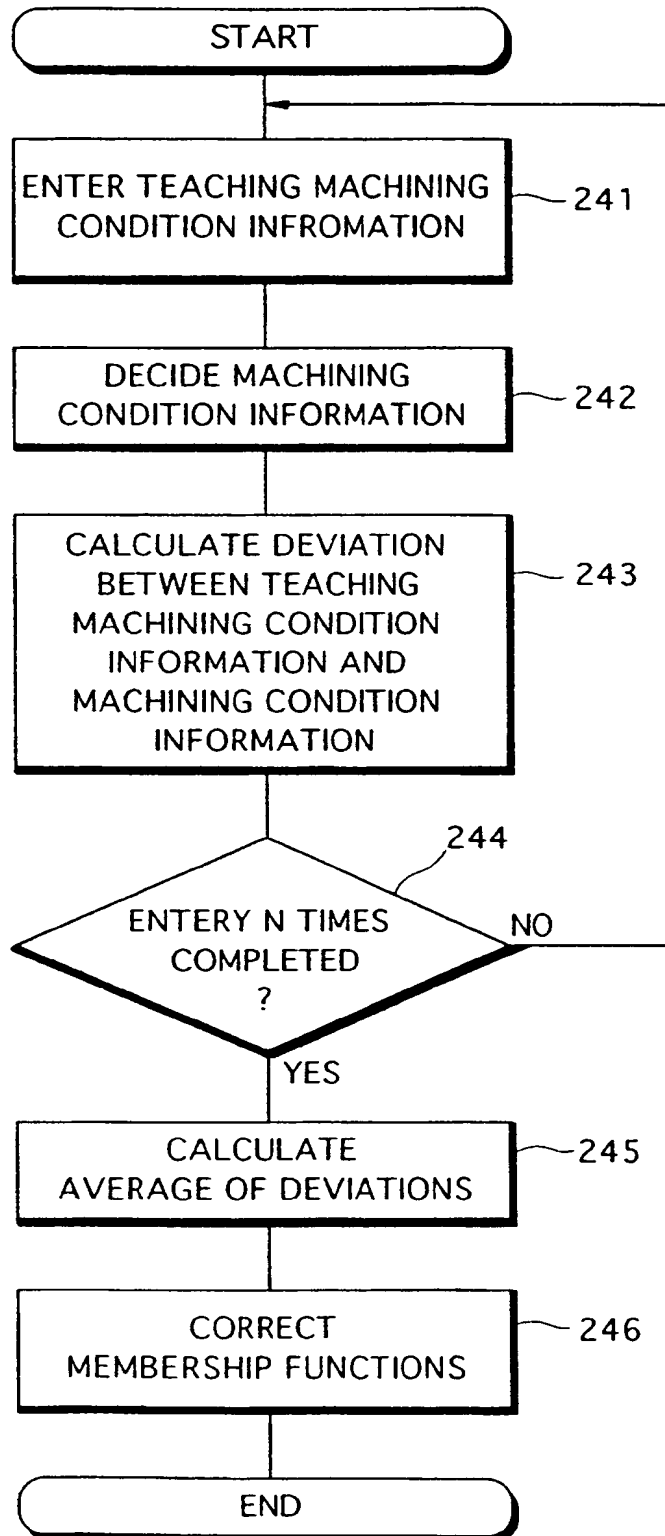 START
ENTER TEACHING MACHINING
CONDITION INFROMATION
241
DECIDE MACHINING
CONDITION INFORMATION
242
CALCULATE DEVIATION
BETWEEN TEACHING
MACHINING CONDITION
INFORMATION AND
MACHINING CONDITION
INFORMATION
243
244
ENTERY N TIMES
COMPLETED
?
NO
YES
CALCULATE
AVERAGE OF DEVIATIONS
245
CORRECT
MEMBERSHIP FUNCTIONS
246
END